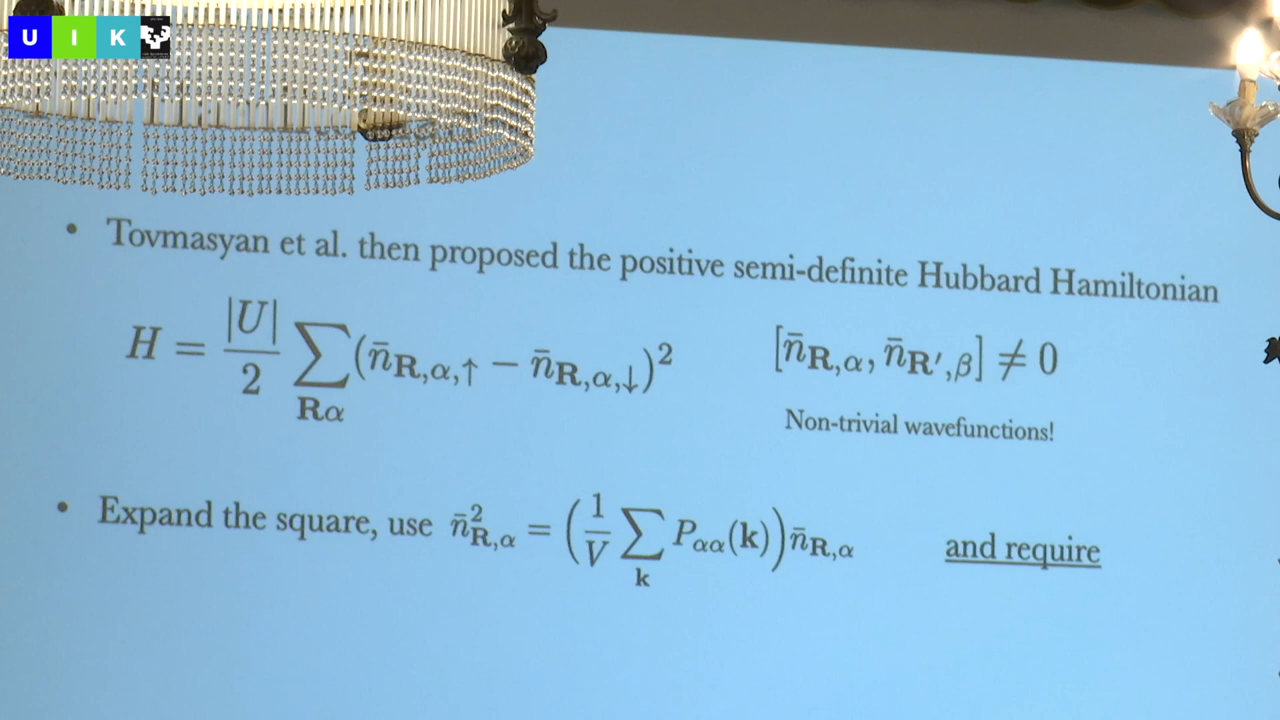 UIK
• Tovmasyan et al. then proposed the positive semi-definite Hubbard Hamiltonian
H = |U|/2 ∑_{Rα} (n̄_{R,α,↑} − n̄_{R,α,↓})² [n̄_{R,α}, n̄_{R′,β}] ≠ 0
Non-trivial wavefunctions!
• Expand the square, use n̄²_{R,α} = (1/V ∑_k P_{αα}(k)) n̄_{R,α} and require